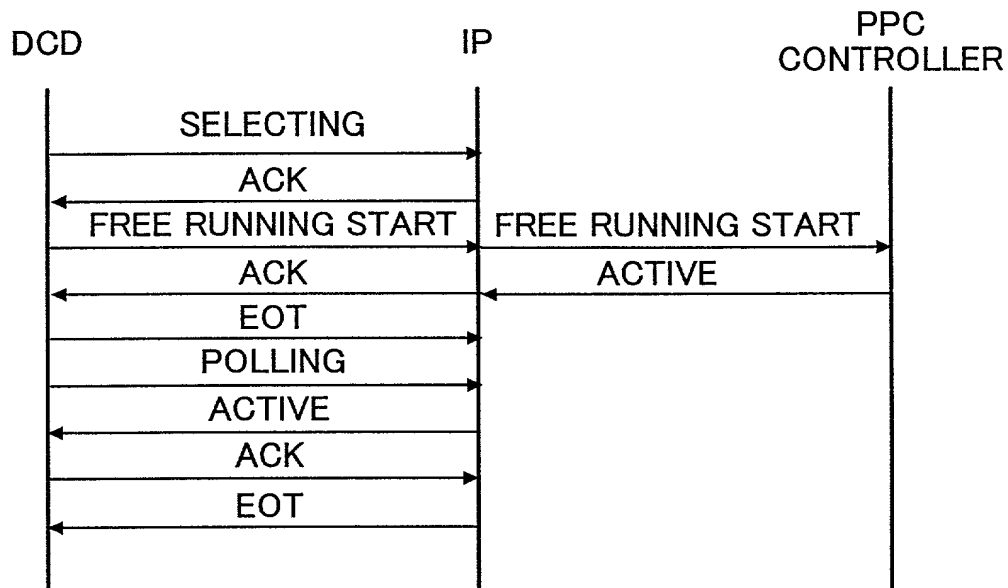 DCD
IP
PPC
CONTROLLER
SELECTING
ACK
FREE RUNNING START
FREE RUNNING START
ACK
ACTIVE
EOT
POLLING
ACTIVE
ACK
EOT